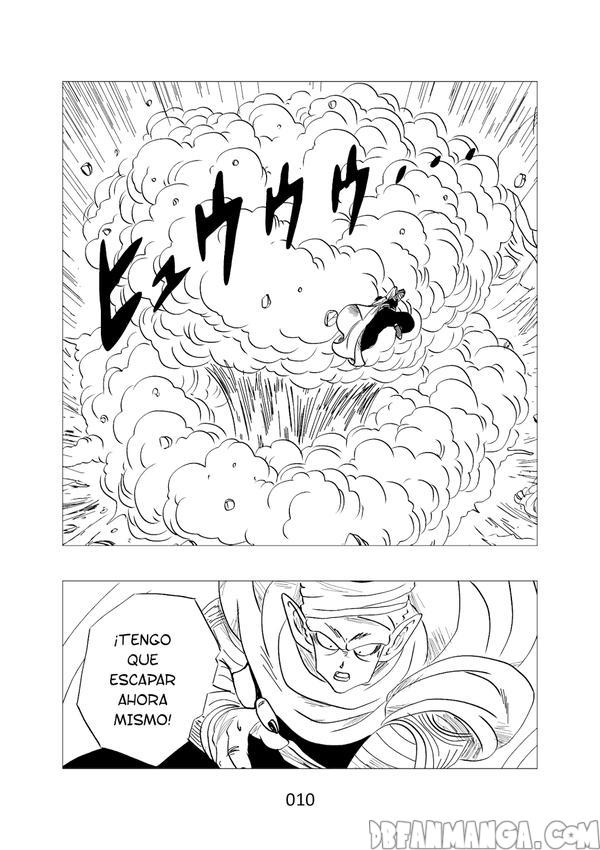 ヒュウウウ・・・
¡TENGO
QUE
ESCAPAR
AHORA
MISMO!
010
DBFANMANGA.COM